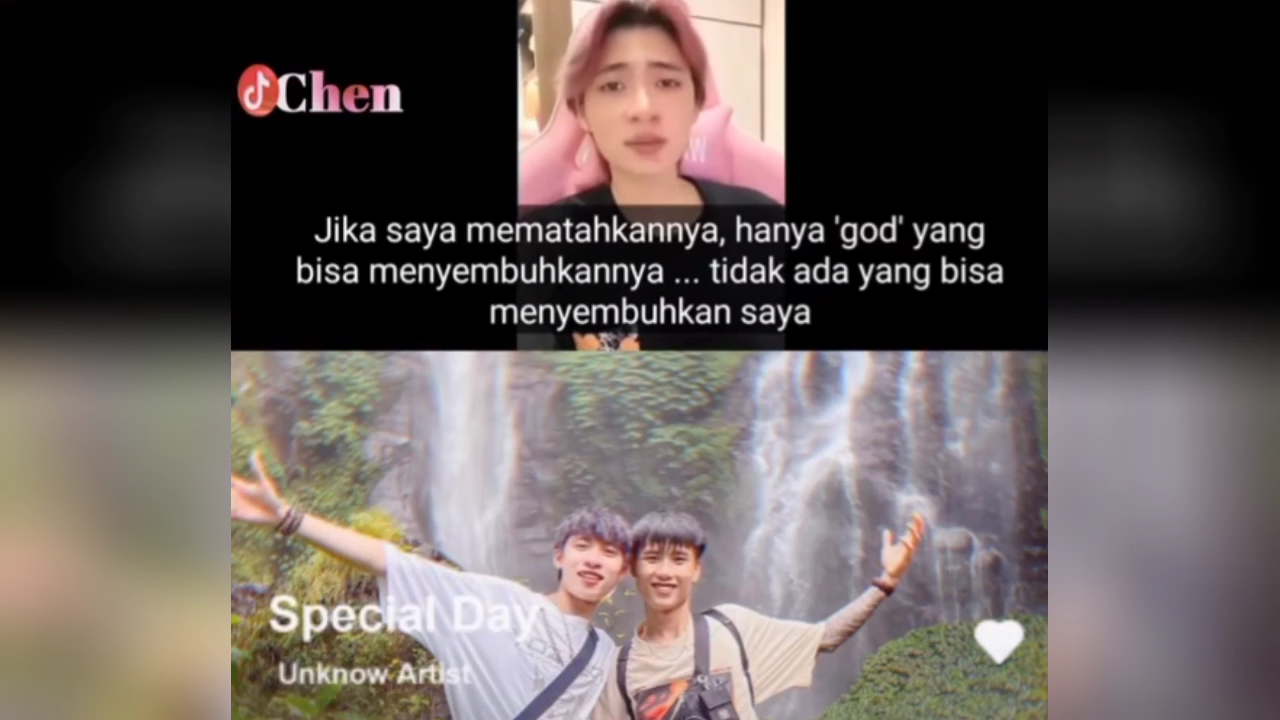 Chen
Jika saya mematahkannya, hanya 'god' yang
bisa menyembuhkannya ... tidak ada yang bisa
menyembuhkan saya
Special Day
Unknow Artist